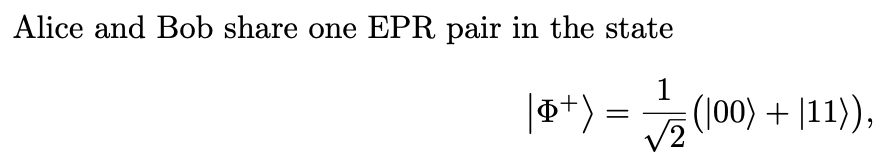 Alice and Bob share one EPR pair in the state
|Φ⁺⟩ = 1/√2 (|00⟩ + |11⟩),